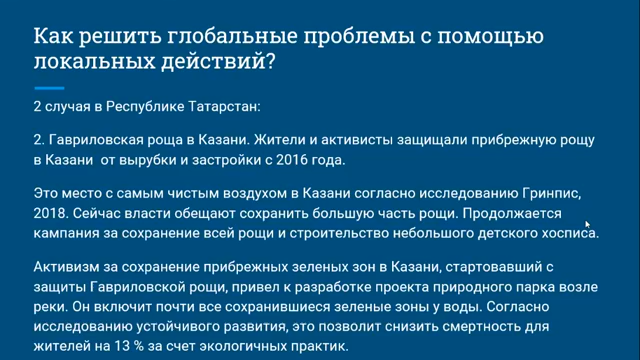 Как решить глобальные проблемы с помощью
локальных действий?
2 случая в Республике Татарстан:
2. Гавриловская роща в Казани. Жители и активисты защищали прибрежную рощу
в Казани от вырубки и застройки с 2016 года.
Это место с самым чистым воздухом в Казани согласно исследованию Гринпис,
2018. Сейчас власти обещают сохранить большую часть рощи. Продолжается
кампания за сохранение всей рощи и строительство небольшого детского хосписа.
Активизм за сохранение прибрежных зеленых зон в Казани, стартовавший с
защиты Гавриловской рощи, привел к разработке проекта природного парка возле
реки. Он включит почти все сохранившиеся зеленые зоны у воды. Согласно
исследованию устойчивого развития, это позволит снизить смертность для
жителей на 13 % за счет экологичных практик.